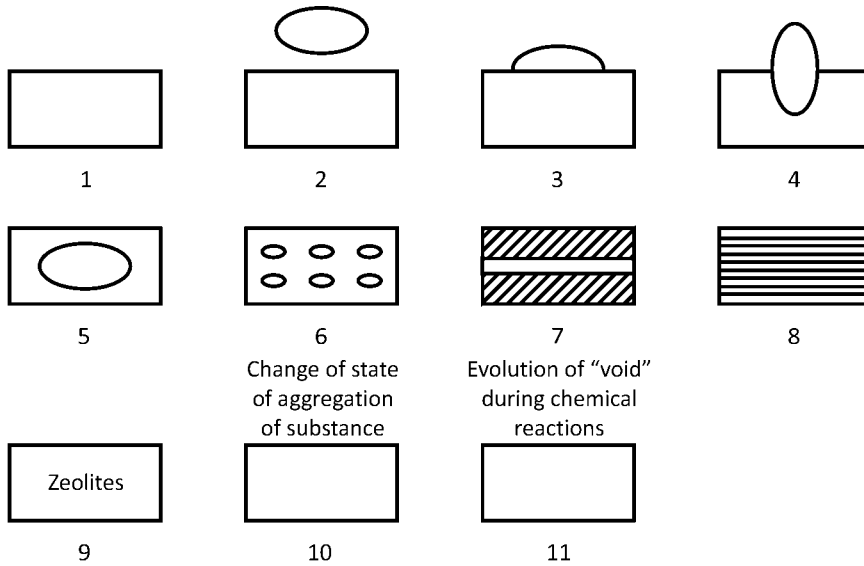 1 2 3 4
5 6 7 8
Change of state Evolution of “void”
of aggregation during chemical
of substance reactions
Zeolites
9 10 11